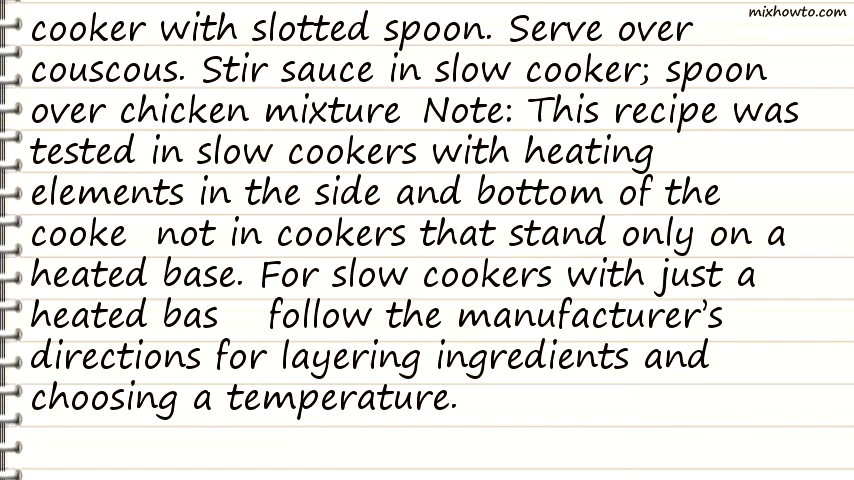 mixhowto.com
cooker with slotted spoon. Serve over
couscous. Stir sauce in slow cooker; spoon
over chicken mixture Note: This recipe was
tested in slow cookers with heating
elements in the side and bottom of the
cooke not in cookers that stand only on a
heated base. For slow cookers with just a
heated bas follow the manufacturer's
directions for layering ingredients and
choosing a temperature.